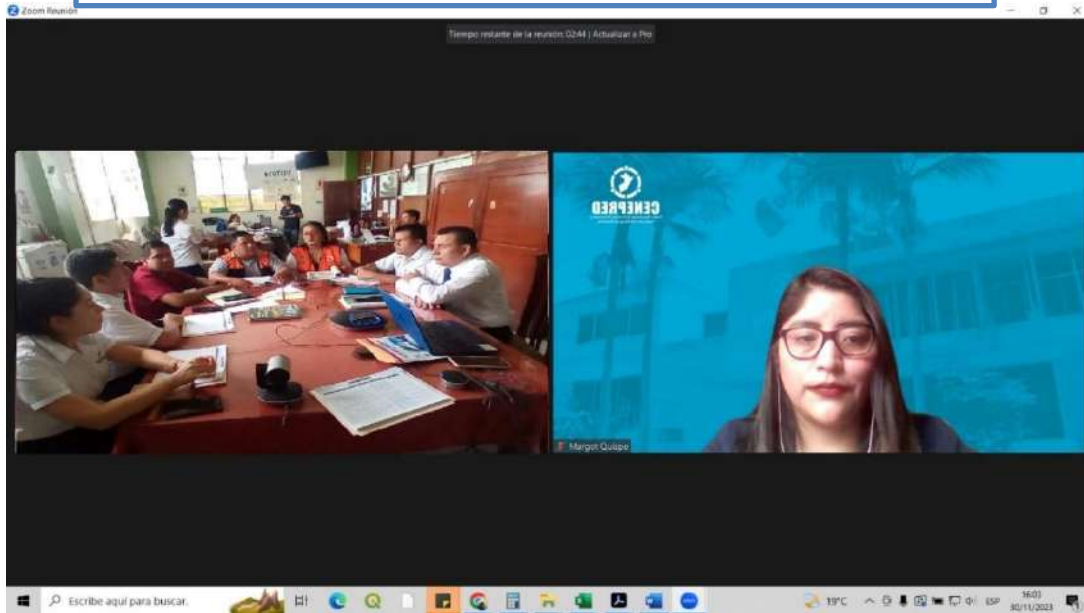 Zoom Reunión
Tiempo restante de la reunión: 02:44 | Actualizar a Pro
CENEPRED
Margot Quispe
Escribe aquí para buscar.
19°C
ESP
16:03
30/11/2023